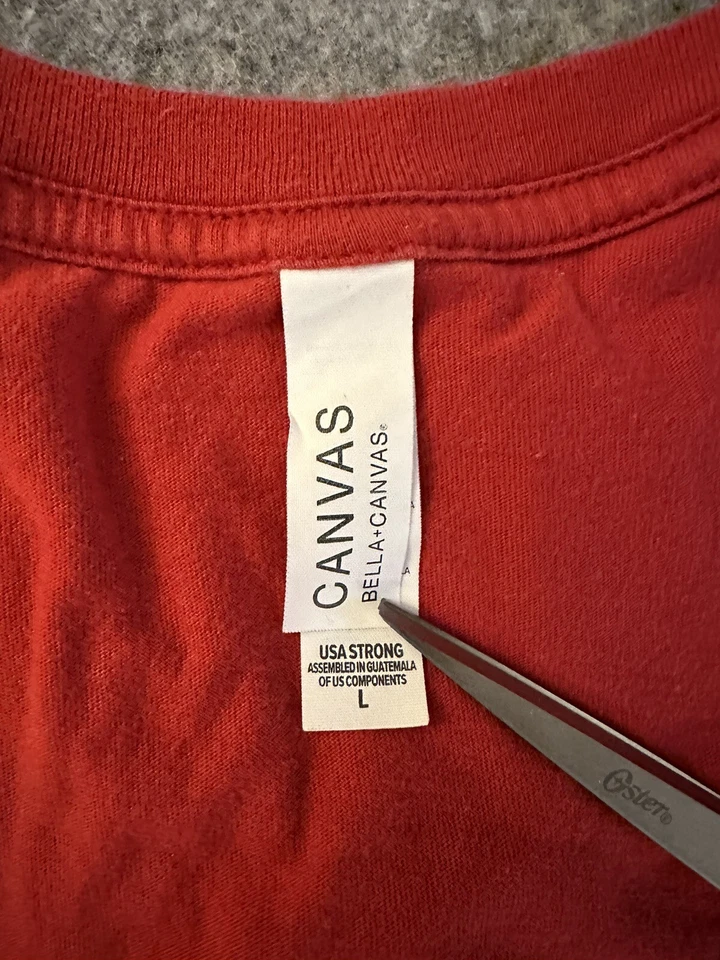 CANVAS
BELLA+CANVAS®
USA STRONG
ASSEMBLED IN GUATEMALA
OF US COMPONENTS
L
Oster®